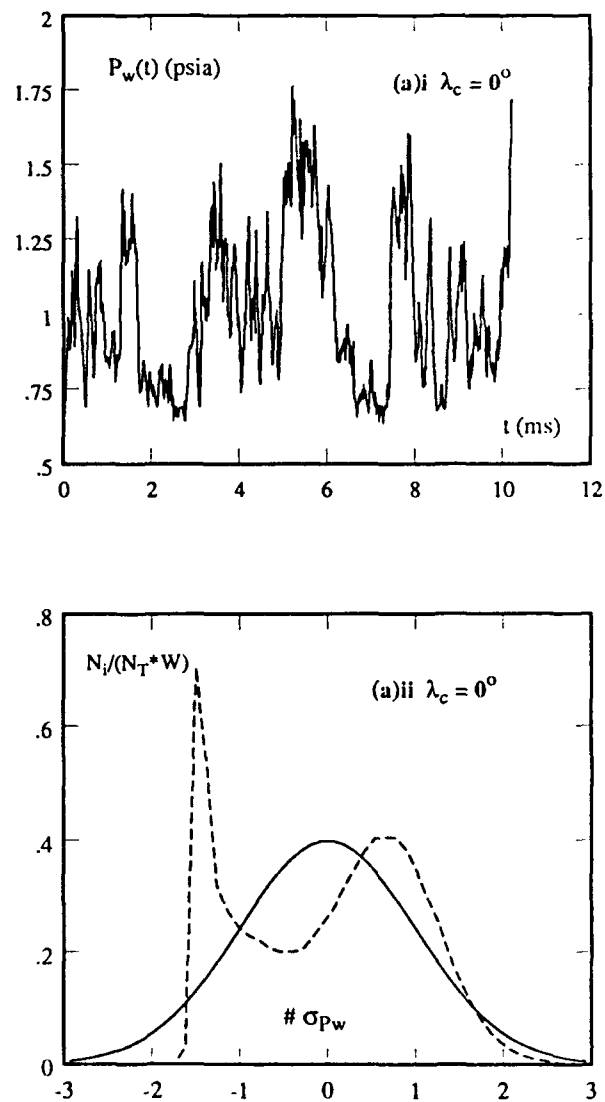 2
P_w(t) (psia)
(a)i λ_c = 0°
1.75
1.5
1.25
1
.75
.5
t (ms)
0 2 4 6 8 10 12
.8
N_i/(N_T*W)
(a)ii λ_c = 0°
.6
.4
.2
# σ_Pw
0
-3 -2 -1 0 1 2 3